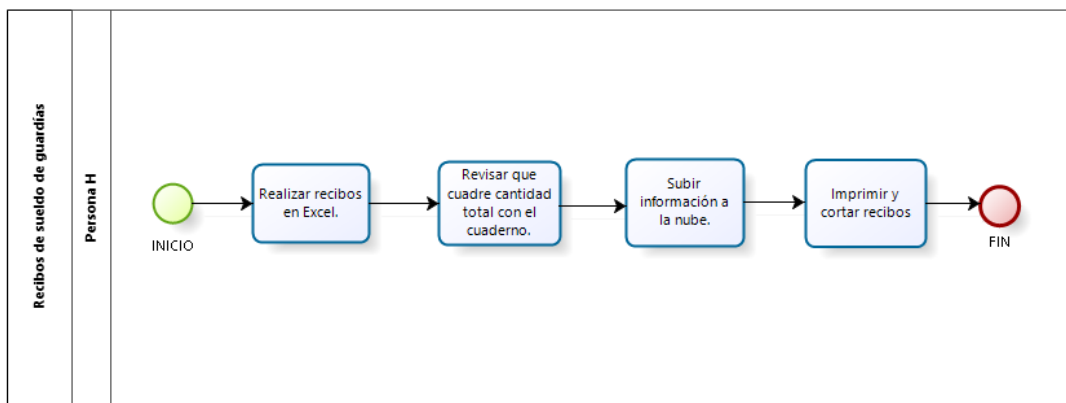 Recibos de sueldo de guardías
Persona H
INICIO
Realizar recibos
en Excel.
Revisar que
cuadre cantidad
total con el
cuaderno.
Subir
información a
la nube.
Imprimir y
cortar recibos
FIN